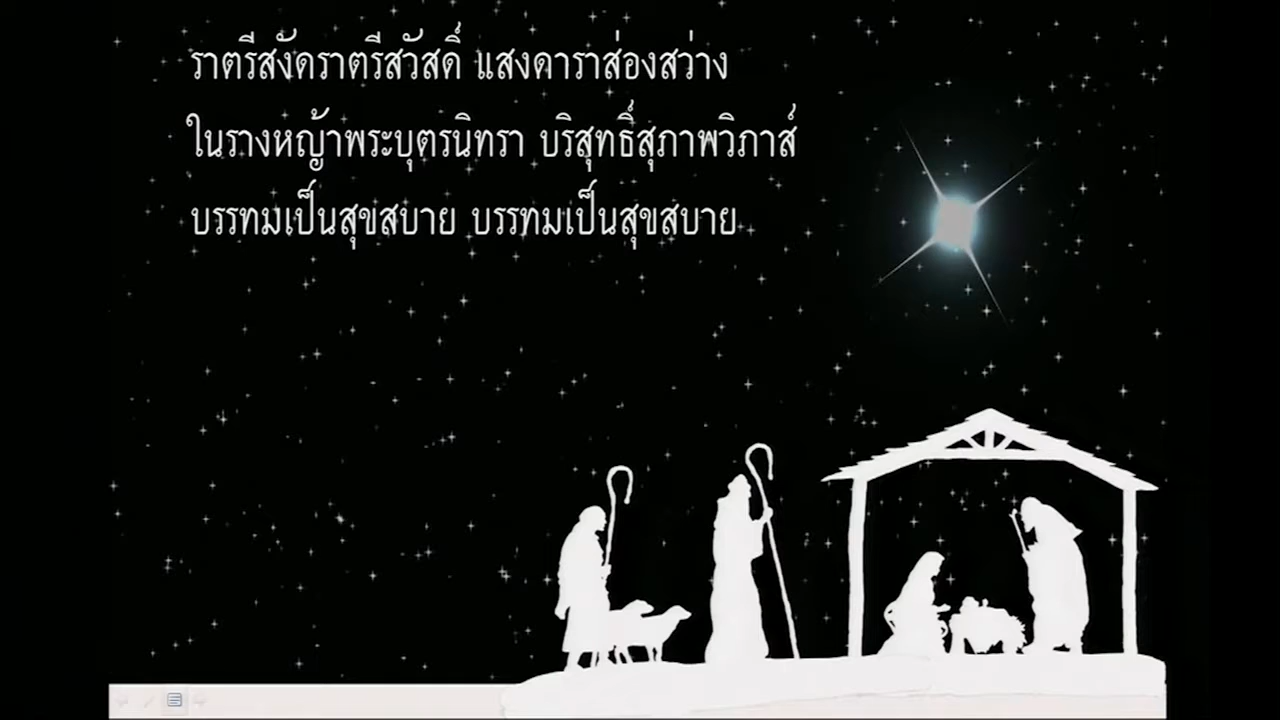 ราตรีสงัดราตรีสวัสดิ์ แสงดาราส่องสว่าง
ในรางหญ้าพระบุตรนิทรา บริสุทธิ์สุภาพวิภาส์
บรรทมเป็นสุขสบาย บรรทมเป็นสุขสบาย